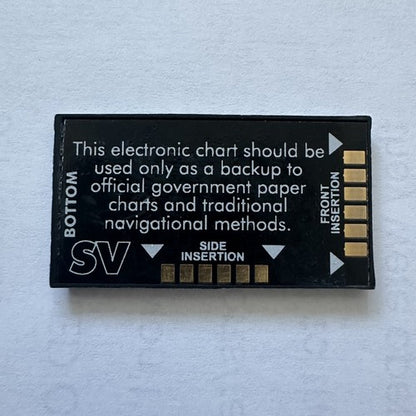 This electronic chart should be
used only as a backup to
official government paper
charts and traditional
navigational methods.
BOTTOM
SV
SIDE
INSERTION
FRONT
INSERTION